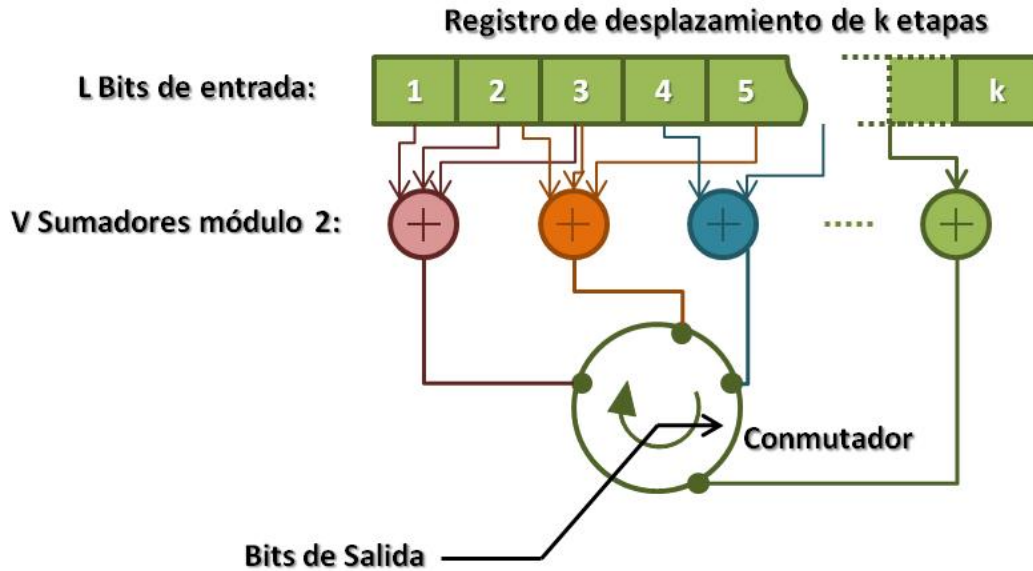 Registro de desplazamiento de k etapas
L Bits de entrada:
1 2 3 4 5 k
V Sumadores módulo 2:
Conmutador
Bits de Salida